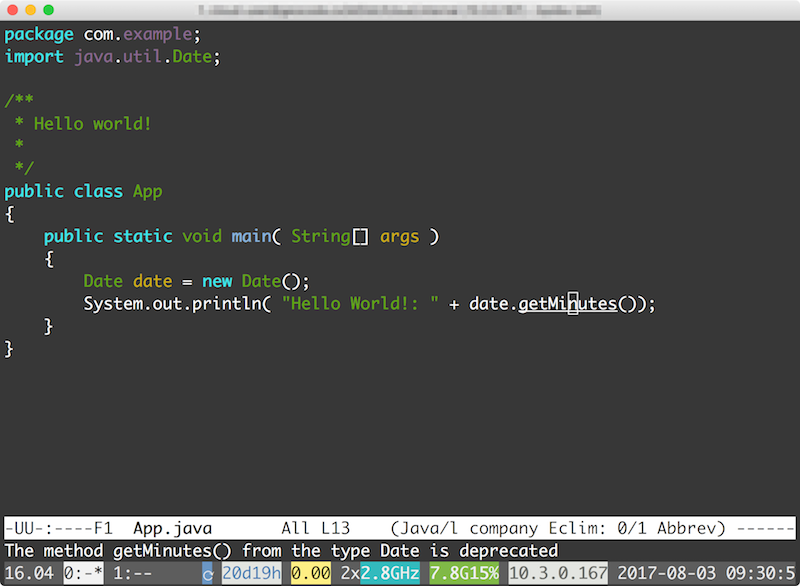 package com.example;
import java.util.Date;
/**
 * Hello world!
 *
 */
public class App
{
    public static void main( String[] args )
    {
        Date date = new Date();
        System.out.println( "Hello World!: " + date.getMinutes());
    }
}
-UU-:----F1  App.java       All L13    (Java/l company Eclim: 0/1 Abbrev) ------
The method getMinutes() from the type Date is deprecated
16.04 0:-* 1:-- 20d19h 0.00 2x2.8GHz 7.8G15% 10.3.0.167 2017-08-03 09:30:5